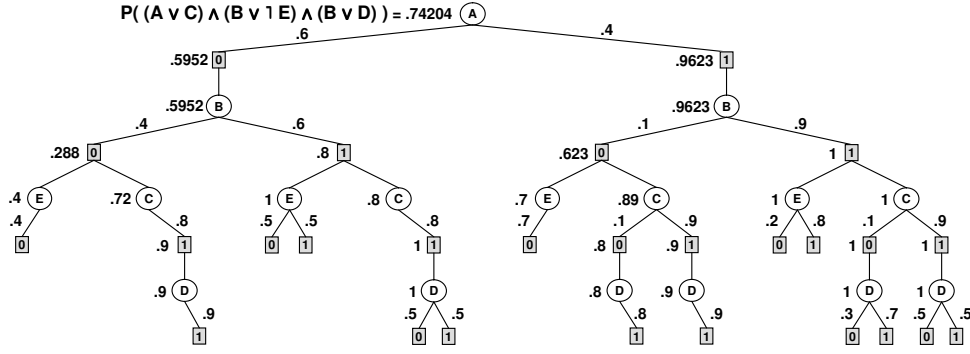 P( (A ∨ C) ∧ (B ∨ ˥ E) ∧ (B ∨ D) ) = .74204 A
.6 .4
.5952 0 .9623 1
.5952 B .9623 B
.4 .6 .1 .9
.288 0 .8 1 .623 0 1 1
.4 E .72 C 1 E .8 C .7 E .89 C 1 E 1 C
.4 .8 .5 .5 .8 .7 .1 .9 .2 .8 .1 .9
0 .9 1 0 1 1 1 0 .8 0 .9 1 0 1 1 0 1 1
.9 D 1 D .8 D .9 D 1 D 1 D
.9 .5 .5 .8 .9 .3 .7 .5 .5
1 0 1 1 1 0 1 0 1